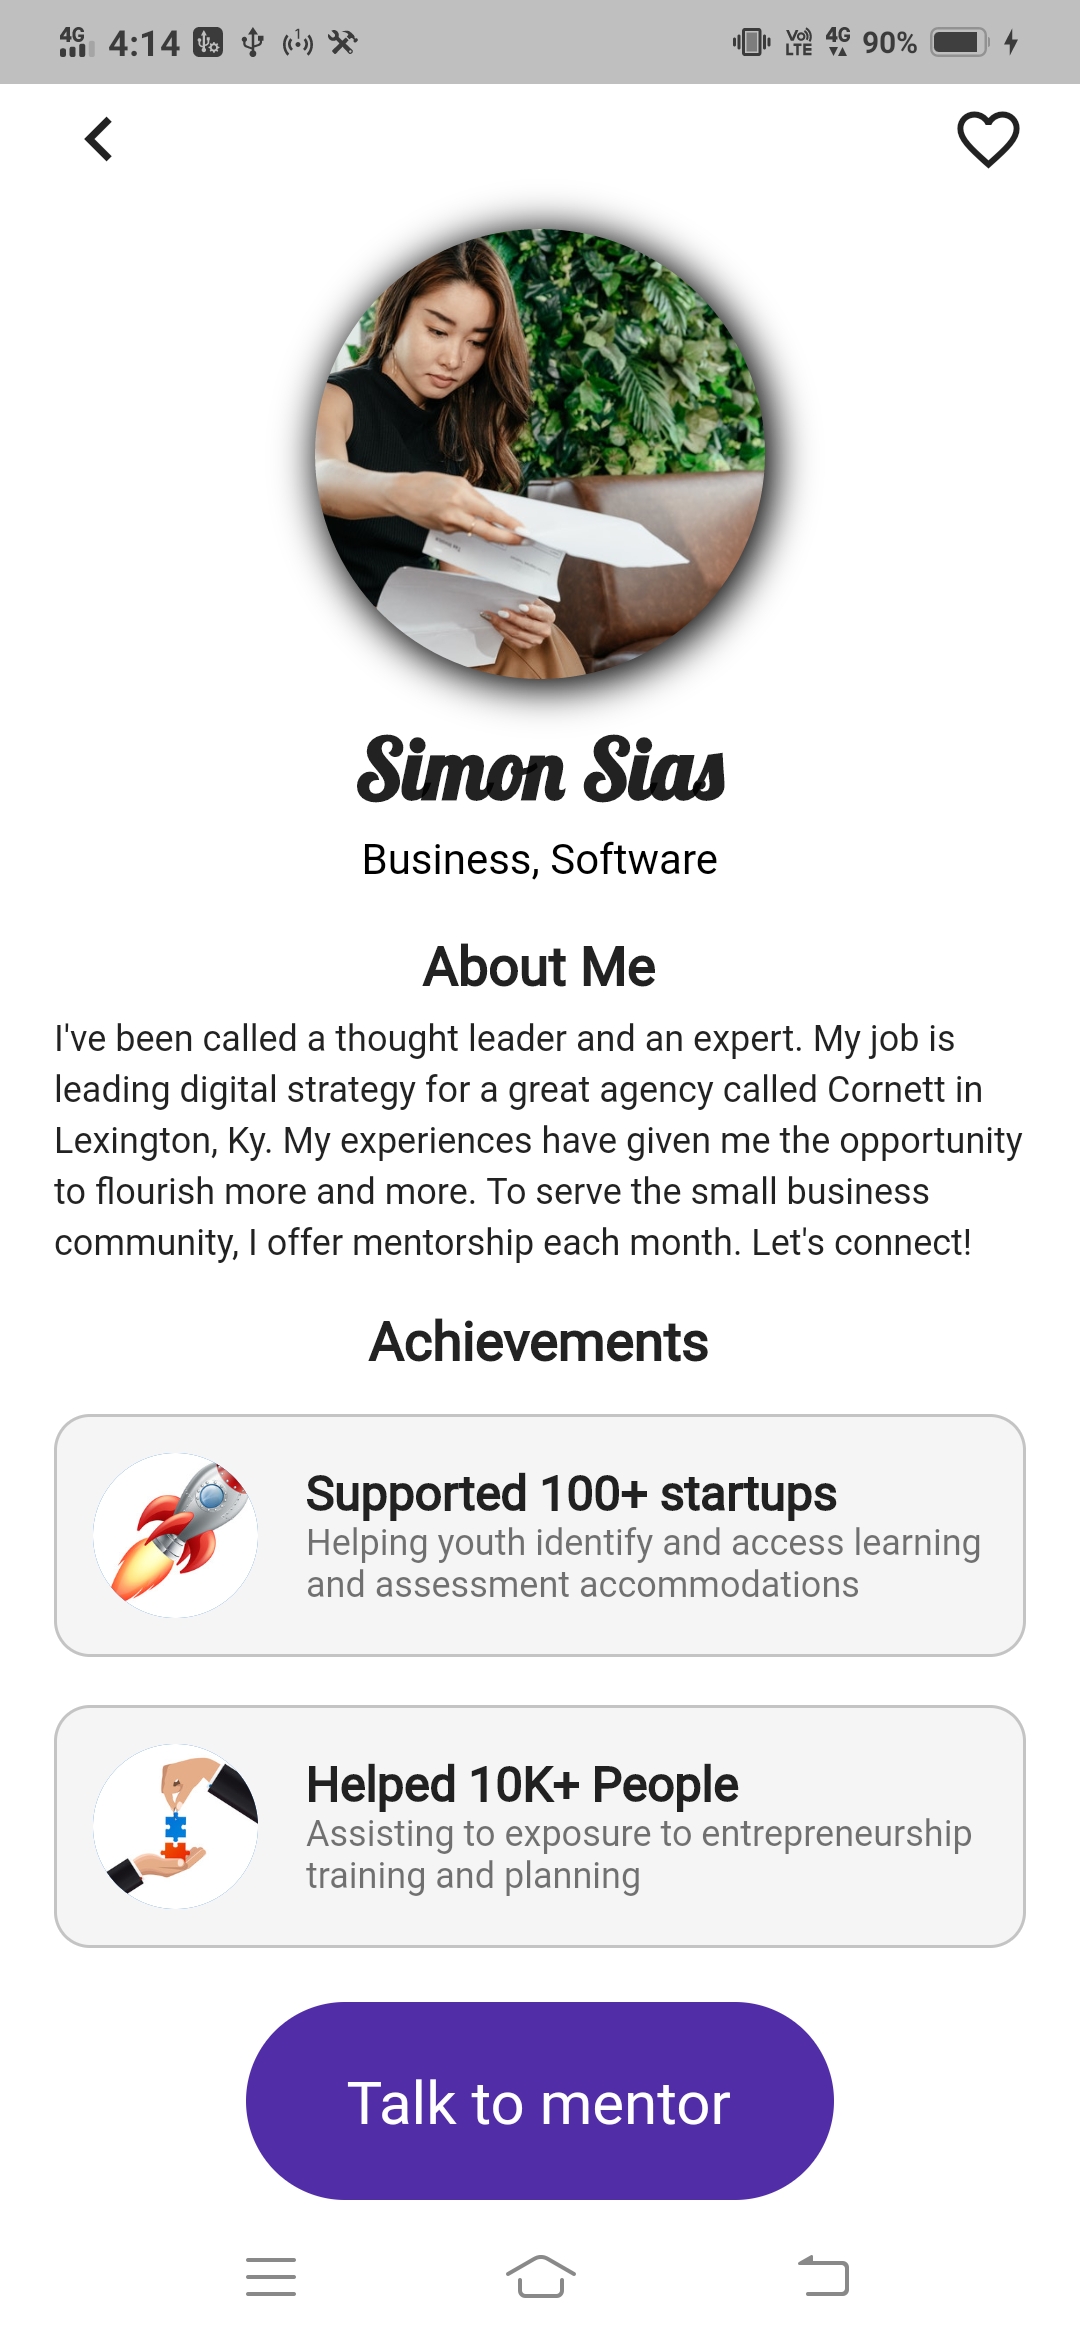 4G 4:14 1 Vo)) LTE 4G 90%
Simon Sias
Business, Software
About Me
I've been called a thought leader and an expert. My job is
leading digital strategy for a great agency called Cornett in
Lexington, Ky. My experiences have given me the opportunity
to flourish more and more. To serve the small business
community, I offer mentorship each month. Let's connect!
Achievements
Supported 100+ startups
Helping youth identify and access learning
and assessment accommodations
Helped 10K+ People
Assisting to exposure to entrepreneurship
training and planning
Talk to mentor